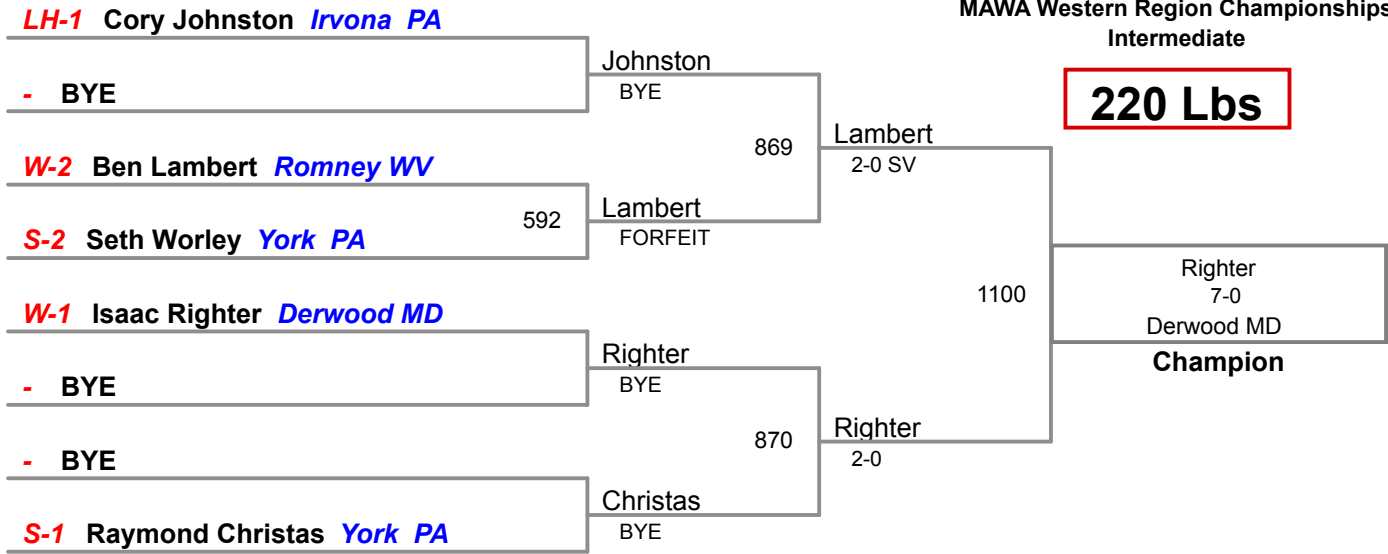 MAWA Western Region Championships
Intermediate
220 Lbs
LH-1 Cory Johnston Irvona PA
- BYE
W-2 Ben Lambert Romney WV
S-2 Seth Worley York PA
W-1 Isaac Righter Derwood MD
- BYE
- BYE
S-1 Raymond Christas York PA
592
Johnston
BYE
Lambert
FORFEIT
Righter
BYE
Christas
BYE
869
870
Lambert
2-0 SV
Righter
2-0
1100
Righter
7-0
Derwood MD
Champion